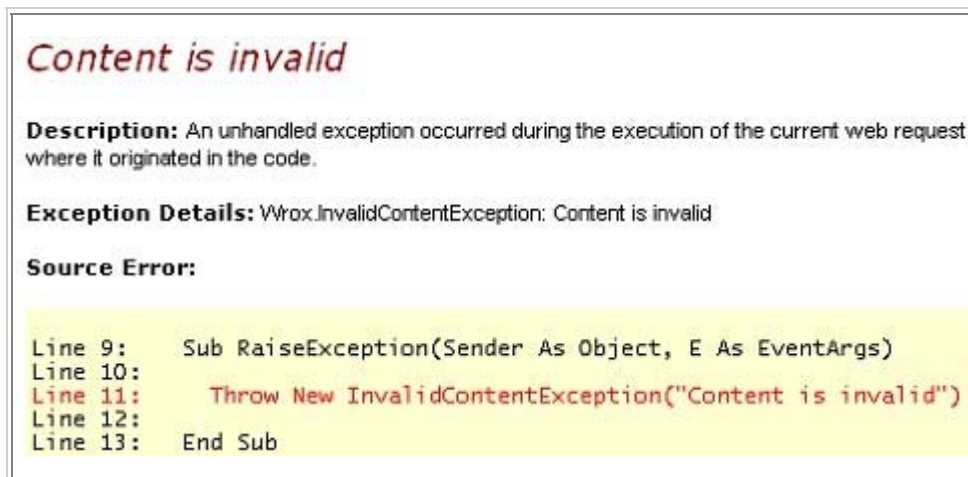 Content is invalid
Description: An unhandled exception occurred during the execution of the current web request
where it originated in the code.
Exception Details: Wrox.InvalidContentException: Content is invalid
Source Error:
Line 9:     Sub RaiseException(Sender As Object, E As EventArgs)
Line 10:
Line 11:      Throw New InvalidContentException("Content is invalid")
Line 12:
Line 13:    End Sub